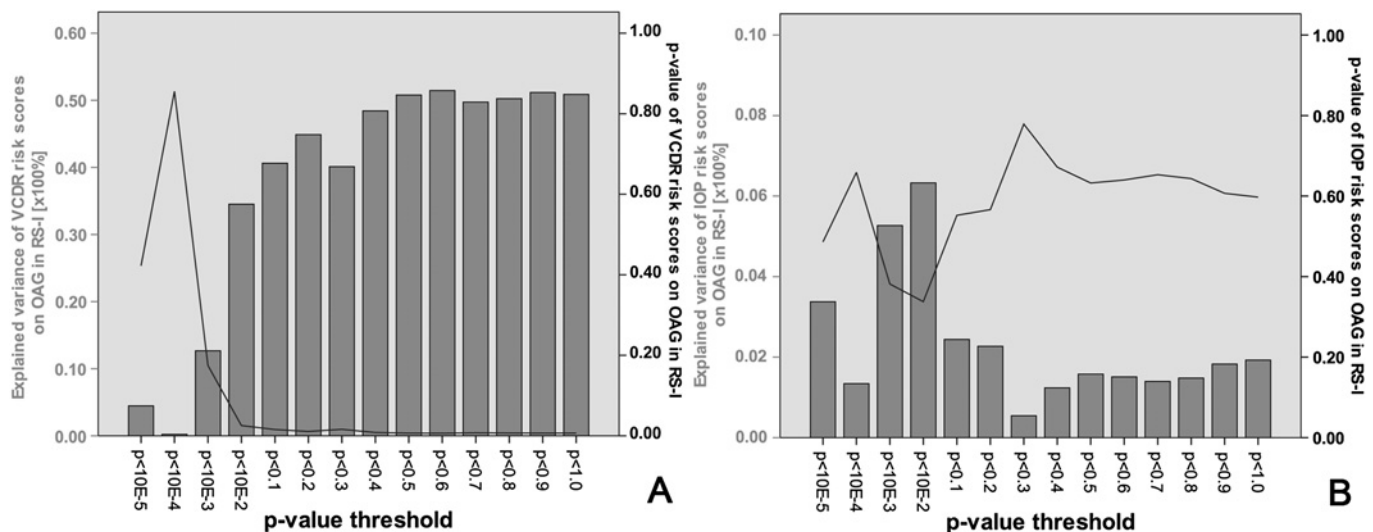 Explained variance of VCDR risk scores
on OAG in RS-I [x100%]
0.60
0.50
0.40
0.30
0.20
0.10
0.00
1.00
0.80
0.60
0.40
0.20
0.00
p-value of VCDR risk scores on OAG in RS-I
p<10E-5
p<10E-4
p<10E-3
p<10E-2
p<0.1
p<0.2
p<0.3
p<0.4
p<0.5
p<0.6
p<0.7
p<0.8
p<0.9
p<1.0
p-value threshold
A
Explained variance of IOP risk scores
on OAG in RS-I [x100%]
0.10
0.08
0.06
0.04
0.02
0.00
1.00
0.80
0.60
0.40
0.20
0.00
p-value of IOP risk scores on OAG in RS-I
p<10E-5
p<10E-4
p<10E-3
p<10E-2
p<0.1
p<0.2
p<0.3
p<0.4
p<0.5
p<0.6
p<0.7
p<0.8
p<0.9
p<1.0
p-value threshold
B